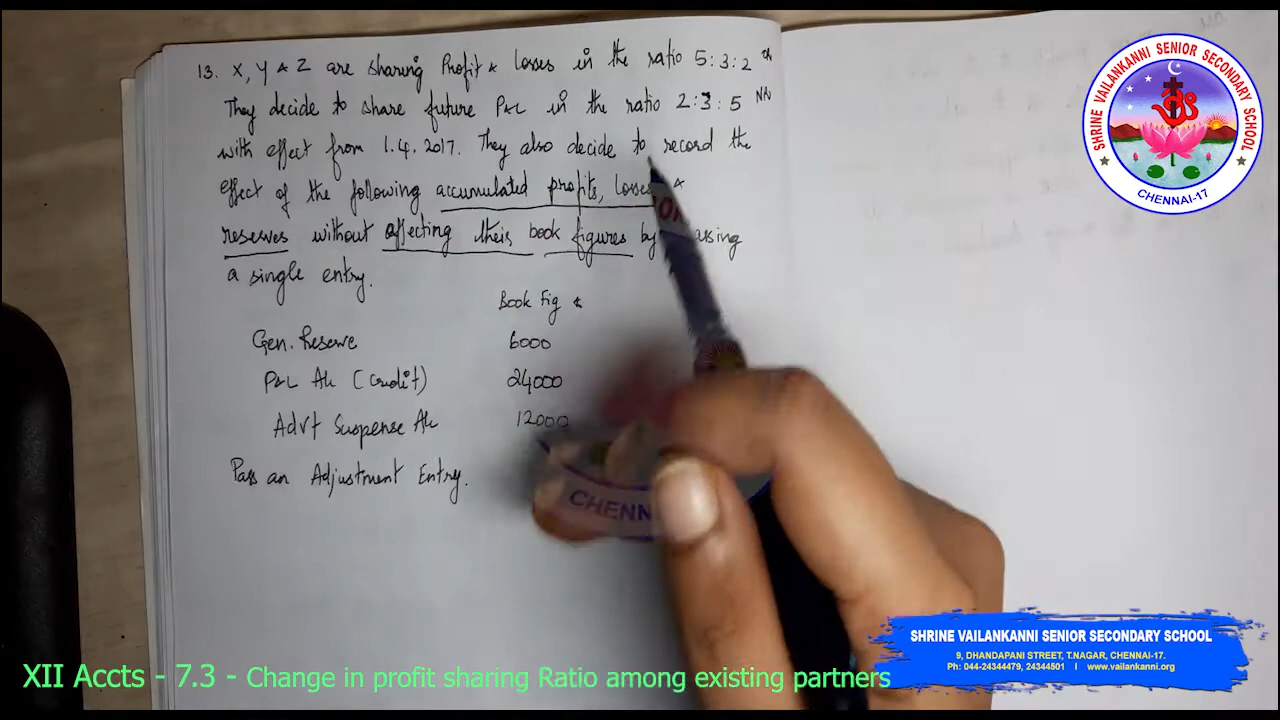 13. X, Y & Z are sharing Profit & losses in the ratio 5:3:2
They decide to share future P&L in the ratio 2:3:5
with effect from 1.4.2017. They also decide to record the
effect of the following accumulated profits, losses &
reserves without affecting their book figures by
a single entry.
Book Fig
Gen. Reserve 6000
P&L A/c (Credit) 24000
Advt Suspense A/c 12000
Pass an Adjustment Entry.
SHRINE VAILANKANNI SENIOR SECONDARY SCHOOL
CHENNAI-17
SHRINE VAILANKANNI SENIOR SECONDARY SCHOOL
9, DHANDAPANI STREET, T.NAGAR, CHENNAI-17.
Ph: 044-24344479, 24344501 I www.vailankanni.org
XII Accts - 7.3 - Change in profit sharing Ratio among existing partners